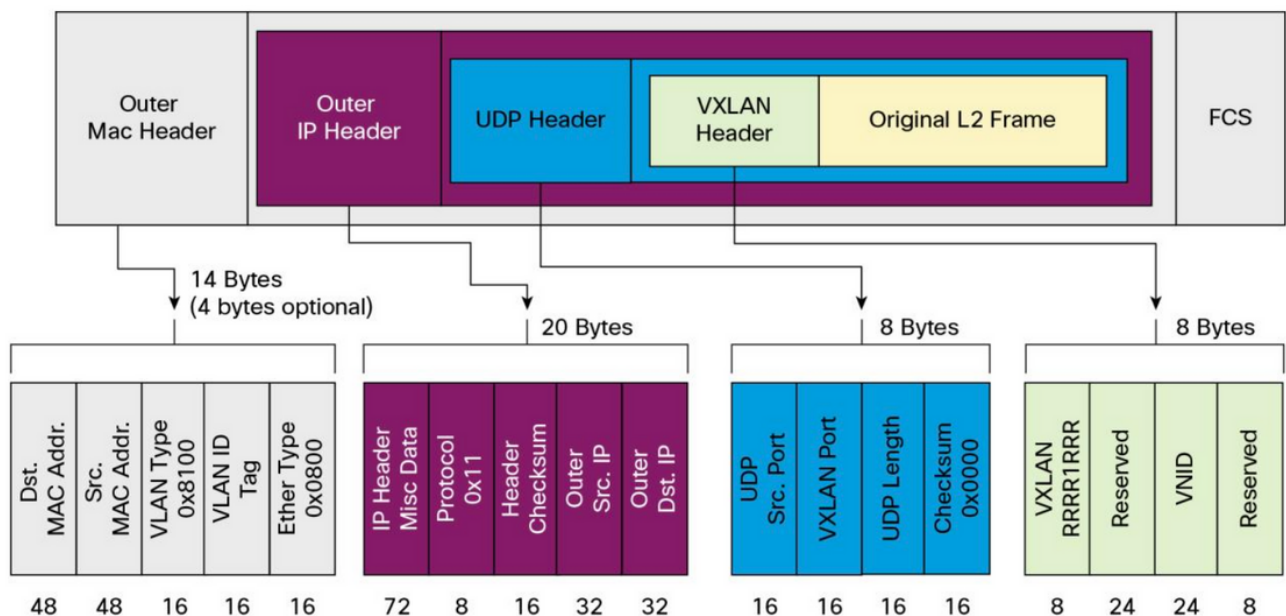 Outer
Mac Header
Outer
IP Header
UDP Header
VXLAN
Header
Original L2 Frame
FCS
14 Bytes
(4 bytes optional)
20 Bytes
8 Bytes
8 Bytes
Dst.
MAC Addr.
Src.
MAC Addr.
VLAN Type
0x8100
VLAN ID
Tag
Ether Type
0x0800
IP Header
Misc Data
Protocol
0x11
Header
Checksum
Outer
Src. IP
Outer
Dst. IP
UDP
Src. Port
VXLAN Port
UDP Length
Checksum
0x0000
VXLAN
RRRR1RRR
Reserved
VNID
Reserved
48 48 16 16 16 72 8 16 32 32 16 16 16 16 8 24 24 8